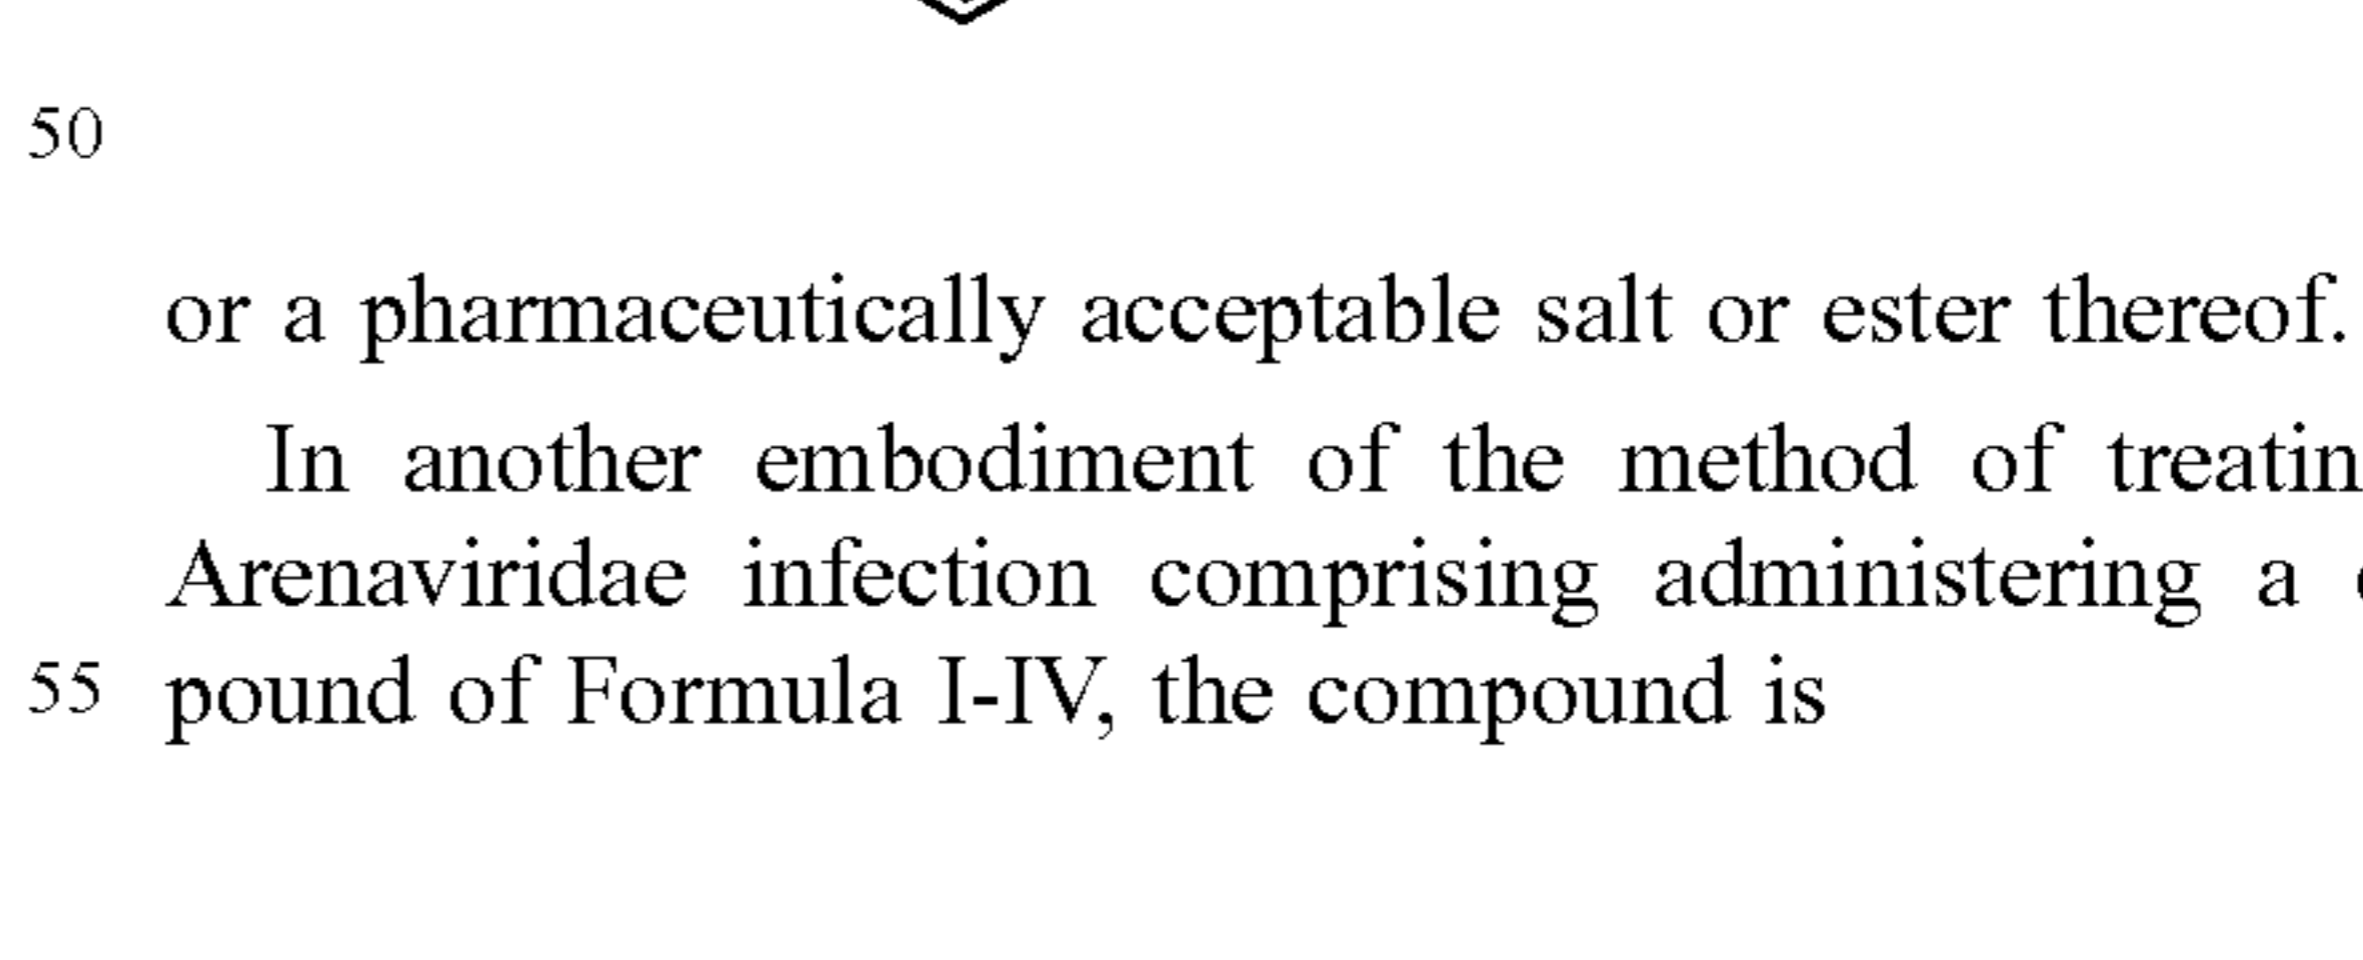 50
or a pharmaceutically acceptable salt or ester thereof.
In another embodiment of the method of treatin
Arenaviridae infection comprising administering a
55 pound of Formula I-IV, the compound is